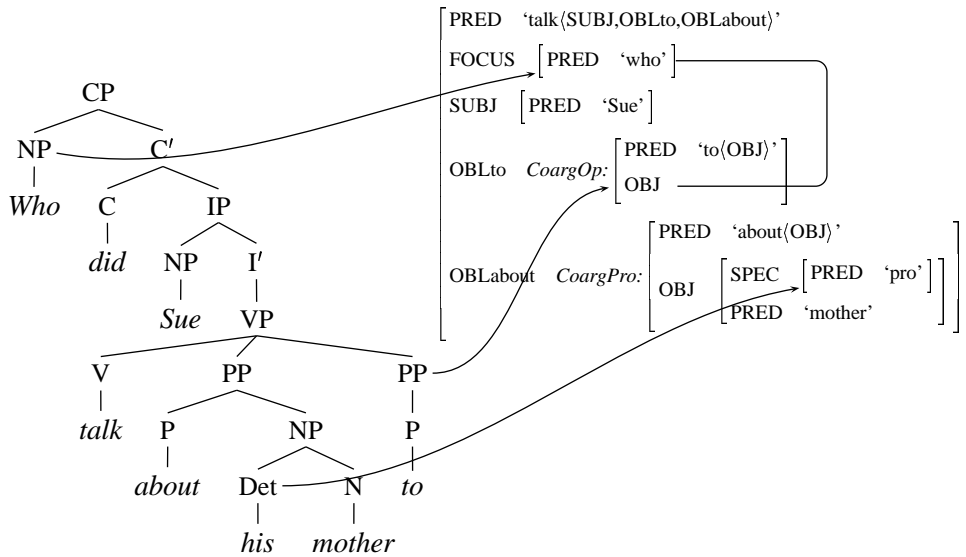 PRED ‘talk⟨SUBJ,OBLto,OBLabout⟩’
FOCUS [PRED ‘who’]
SUBJ [PRED ‘Sue’]
OBLto CoargOp: [PRED ‘to⟨OBJ⟩’
OBJ]
OBLabout CoargPro: [PRED ‘about⟨OBJ⟩’
OBJ [SPEC [PRED ‘pro’]
PRED ‘mother’]]
CP
NP C′
Who C IP
did NP I′
Sue VP
V PP PP
talk P NP P
about Det N to
his mother